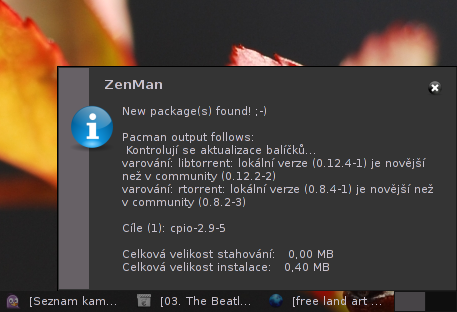 ZenMan
New package(s) found! ;-)
Pacman output follows:
Kontrolují se aktualizace balíčků...
varování: libtorrent: lokální verze (0.12.4-1) je novější
než v community (0.12.2-2)
varování: rtorrent: lokální verze (0.8.4-1) je novější než
v community (0.8.2-3)
Cíle (1): cpio-2.9-5
Celková velikost stahování:   0,00 MB
Celková velikost instalace:   0,40 MB
[Seznam kam... [03. The Beatl... [free land art ...